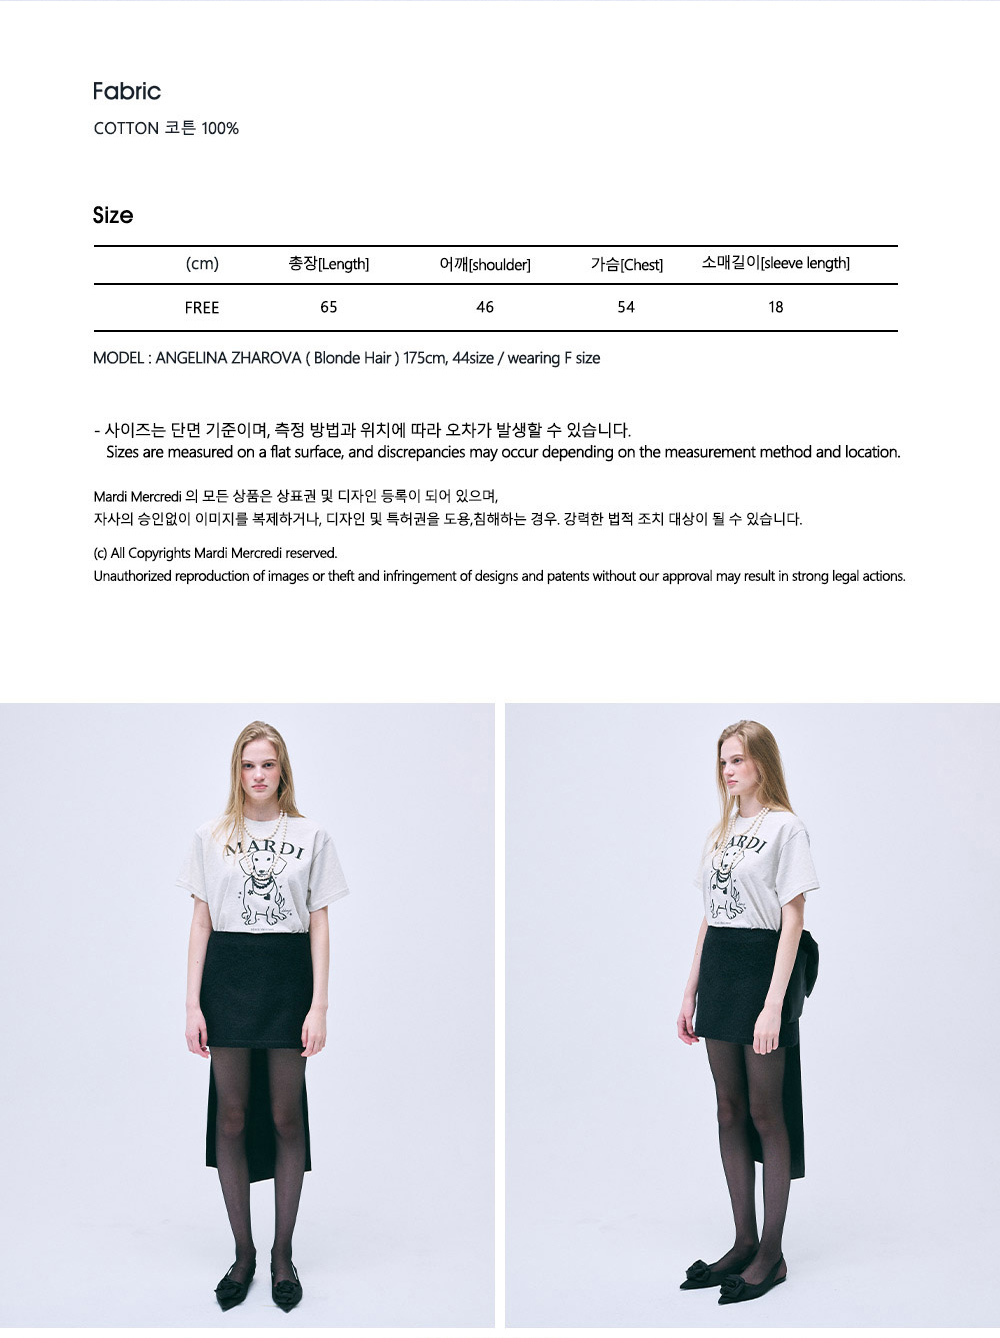 Fabric
COTTON 코튼 100%
Size
(cm) 총장[Length] 어깨[shoulder] 가슴[Chest] 소매길이[sleeve length]
FREE 65 46 54 18
MODEL : ANGELINA ZHAROVA ( Blonde Hair ) 175cm, 44size / wearing F size
- 사이즈는 단면 기준이며, 측정 방법과 위치에 따라 오차가 발생할 수 있습니다.
Sizes are measured on a flat surface, and discrepancies may occur depending on the measurement method and location.
Mardi Mercredi 의 모든 상품은 상표권 및 디자인 등록이 되어 있으며,
자사의 승인없이 이미지를 복제하거나, 디자인 및 특허권을 도용,침해하는 경우. 강력한 법적 조치 대상이 될 수 있습니다.
(c) All Copyrights Mardi Mercredi reserved.
Unauthorized reproduction of images or theft and infringement of designs and patents without our approval may result in strong legal actions.
MARDI
MARDI